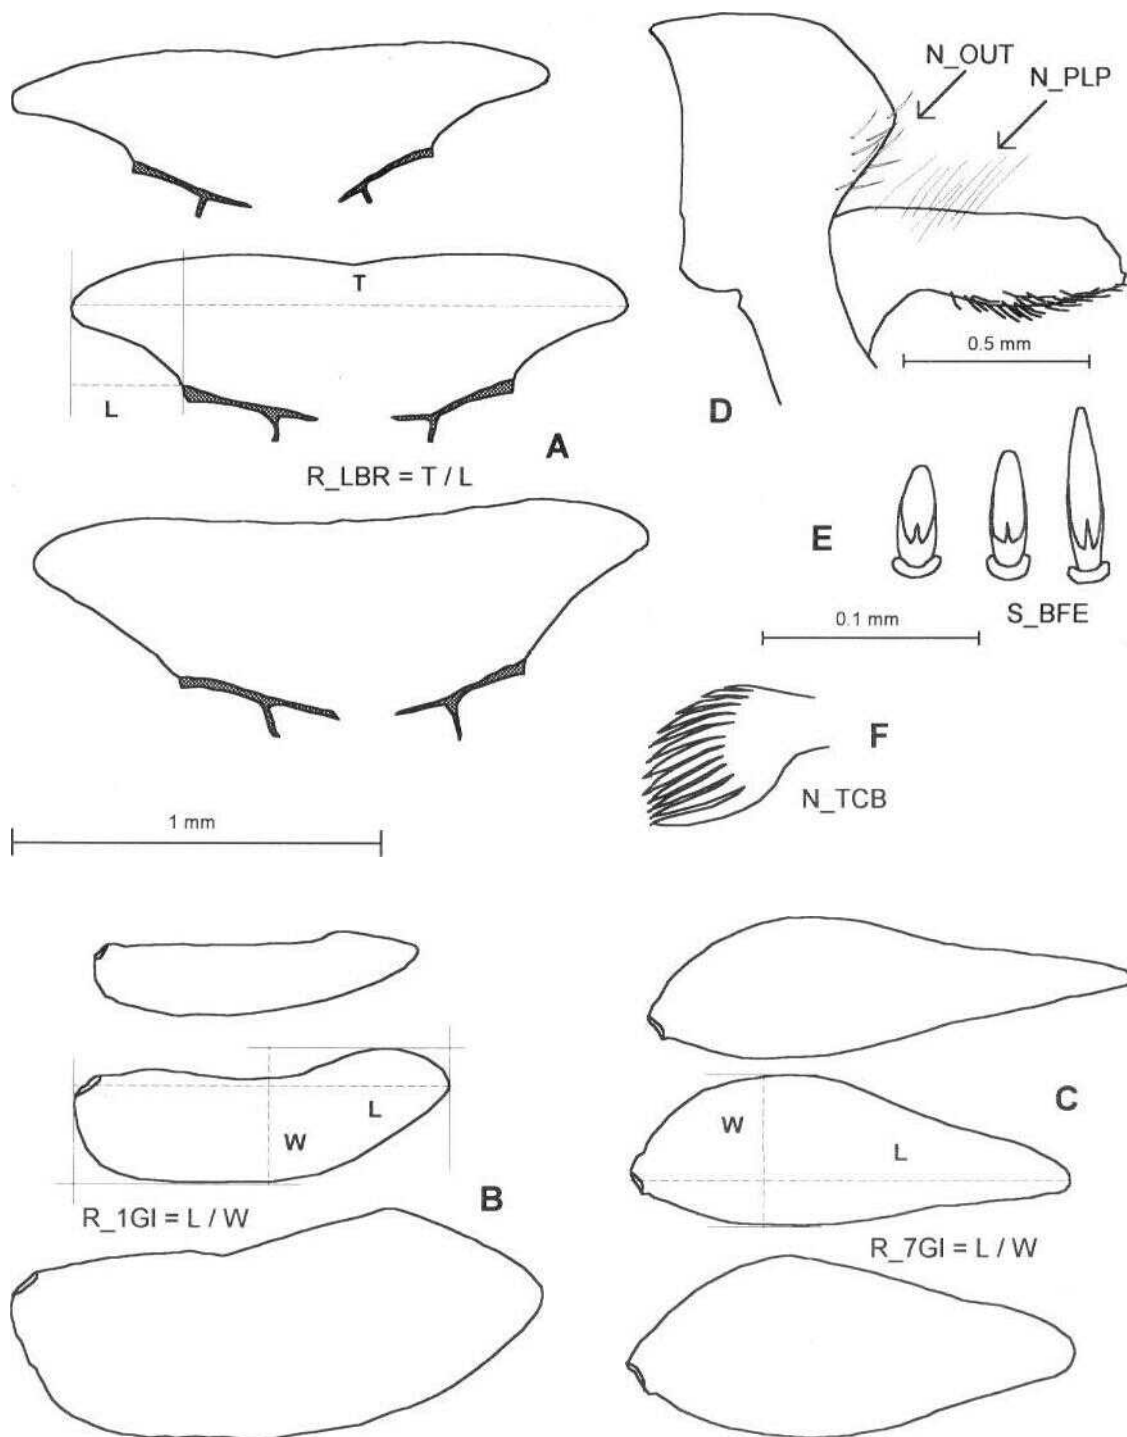 N_OUT
N_PLP
T
L
A
R_LBR = T / L
0.5 mm
D
E
S_BFE
0.1 mm
F
N_TCB
1 mm
L
W
B
R_1GI = L / W
W
L
C
R_7GI = L / W